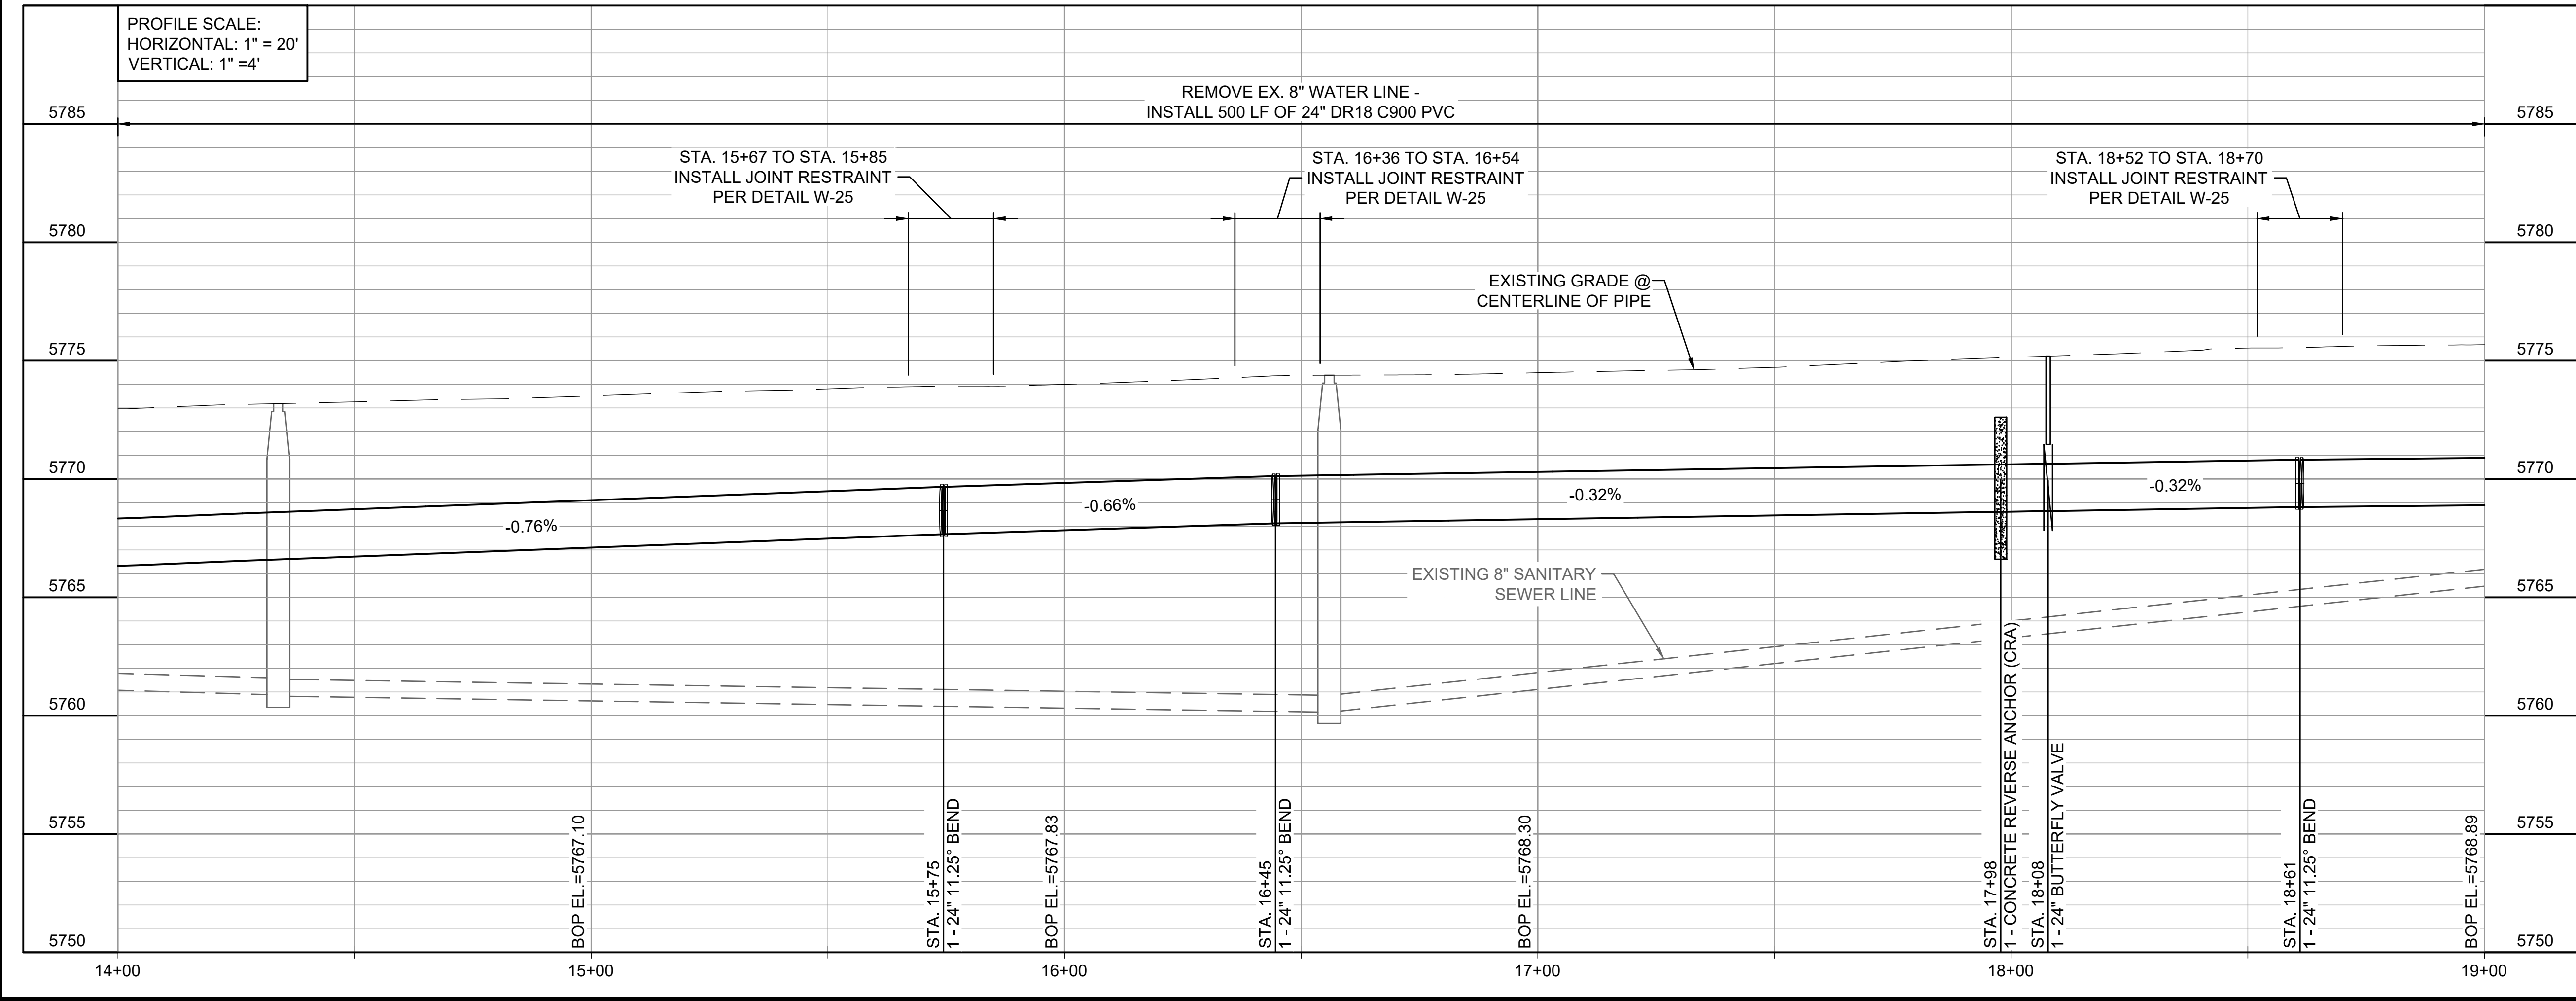 PROFILE SCALE:
HORIZONTAL: 1" = 20'
VERTICAL: 1" =4'
REMOVE EX. 8" WATER LINE -
INSTALL 500 LF OF 24" DR18 C900 PVC
5785
5785
STA. 15+67 TO STA. 15+85
INSTALL JOINT RESTRAINT
PER DETAIL W-25
STA. 16+36 TO STA. 16+54
INSTALL JOINT RESTRAINT
PER DETAIL W-25
STA. 18+52 TO STA. 18+70
INSTALL JOINT RESTRAINT
PER DETAIL W-25
5780
5780
EXISTING GRADE @
CENTERLINE OF PIPE
5775
5775
5770
5770
-0.76%
-0.66%
-0.32%
-0.32%
EXISTING 8" SANITARY
SEWER LINE
5765
5765
5760
5760
5755
5755
BOP EL.=5767.10
STA. 15+75
1 - 24" 11.25° BEND
BOP EL.=5767.83
STA. 16+45
1 - 24" 11.25° BEND
BOP EL.=5768.30
STA. 17+98
1 - CONCRETE REVERSE ANCHOR (CRA)
STA. 18+08
1 - 24" BUTTERFLY VALVE
STA. 18+61
1 - 24" 11.25° BEND
BOP EL.=5768.89
5750
5750
14+00
15+00
16+00
17+00
18+00
19+00